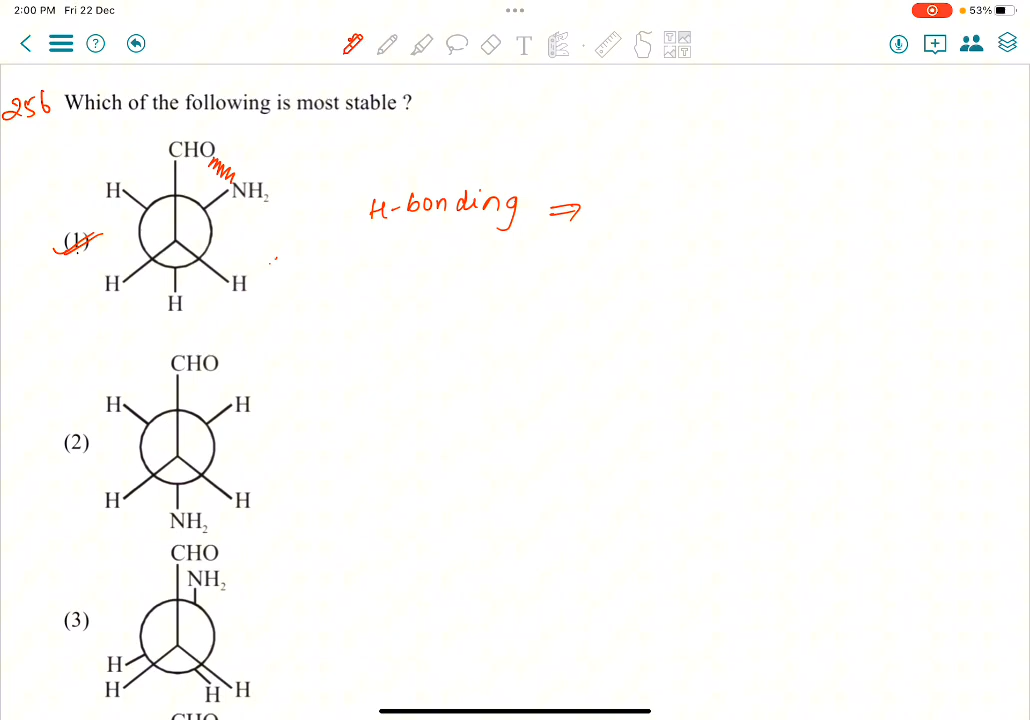 2:00 PM Fri 22 Dec
53%
T
256 Which of the following is most stable ?
CHO
H NH₂
H-bonding ⇒
(1)
H H
H
CHO
H H
(2)
H H
NH₂
CHO
NH₂
(3)
H
H H H
CHO